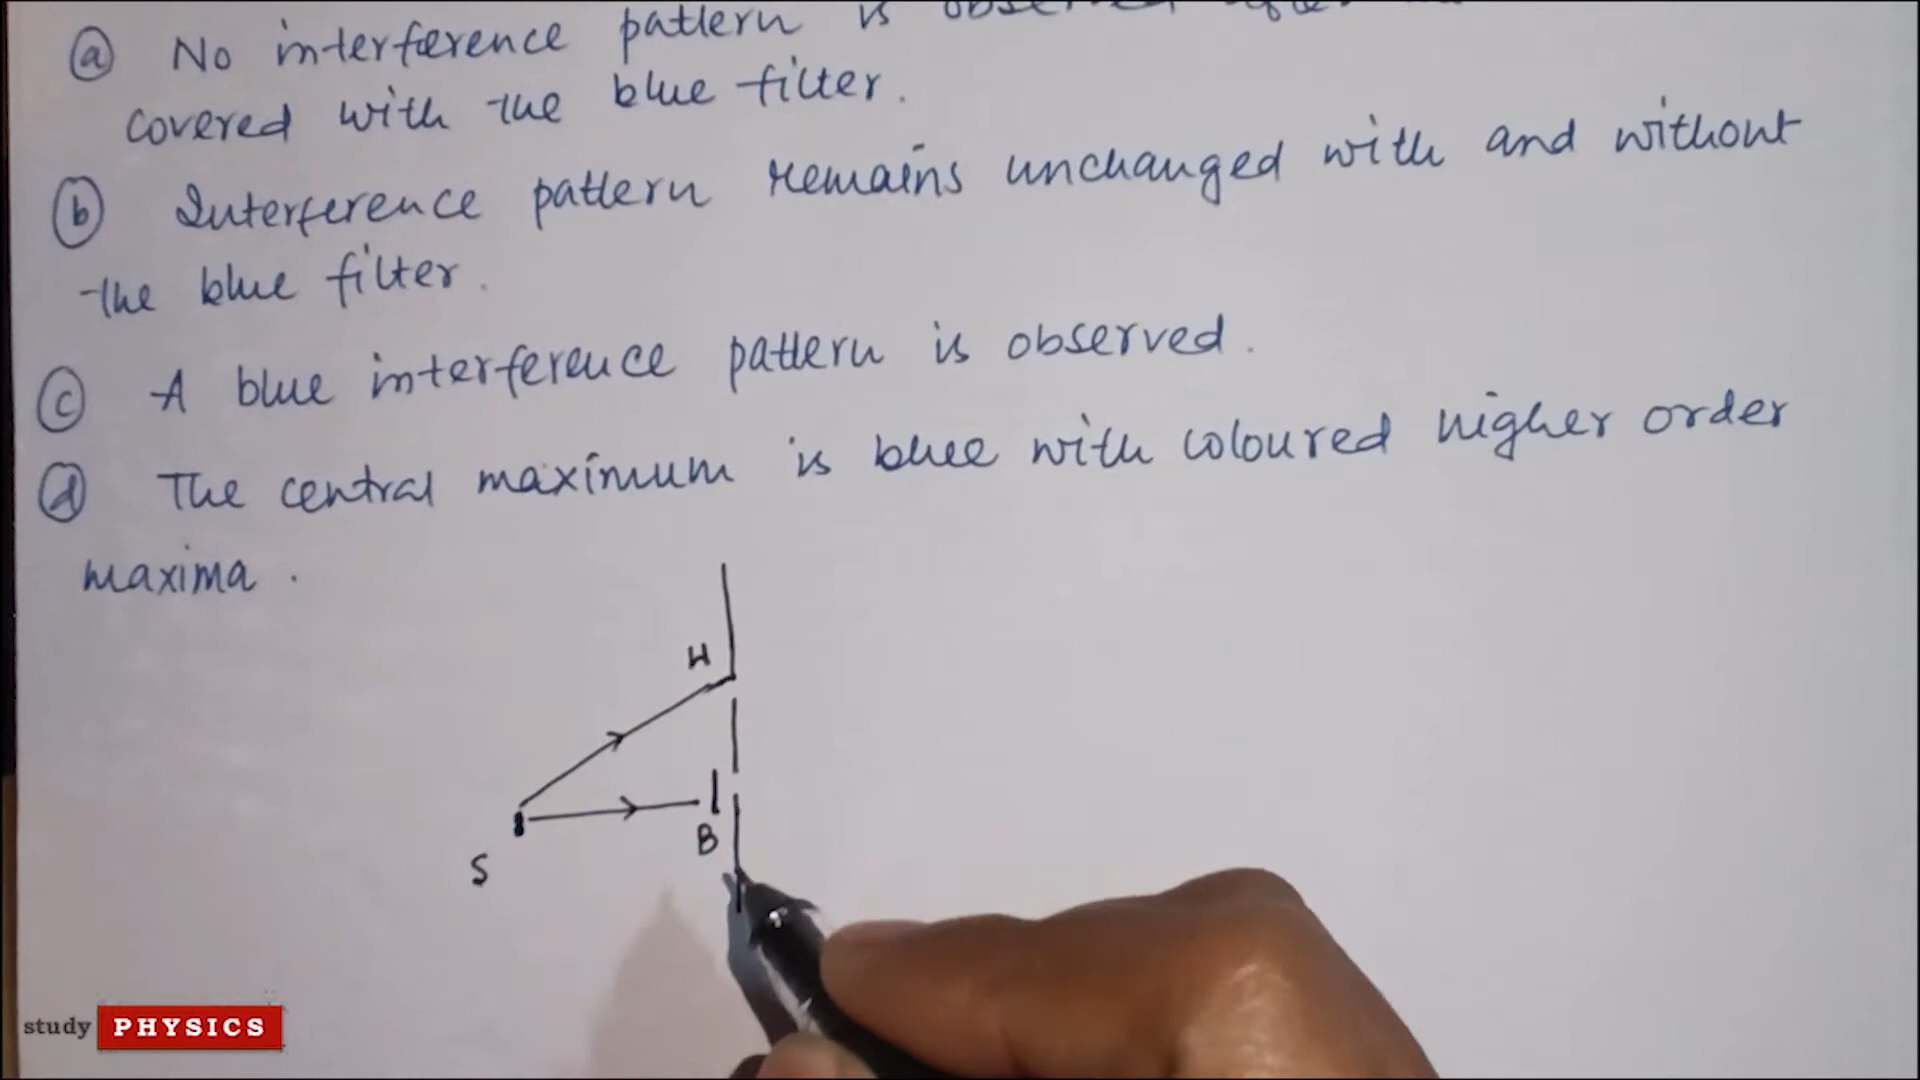 (a) No interference pattern is
covered with the blue filter.
(b) Interference pattern remains unchanged with and without
the blue filter.
(c) A blue interference pattern is observed.
(d) The central maximum is blue with coloured higher order
maxima.
H
B
S
study PHYSICS